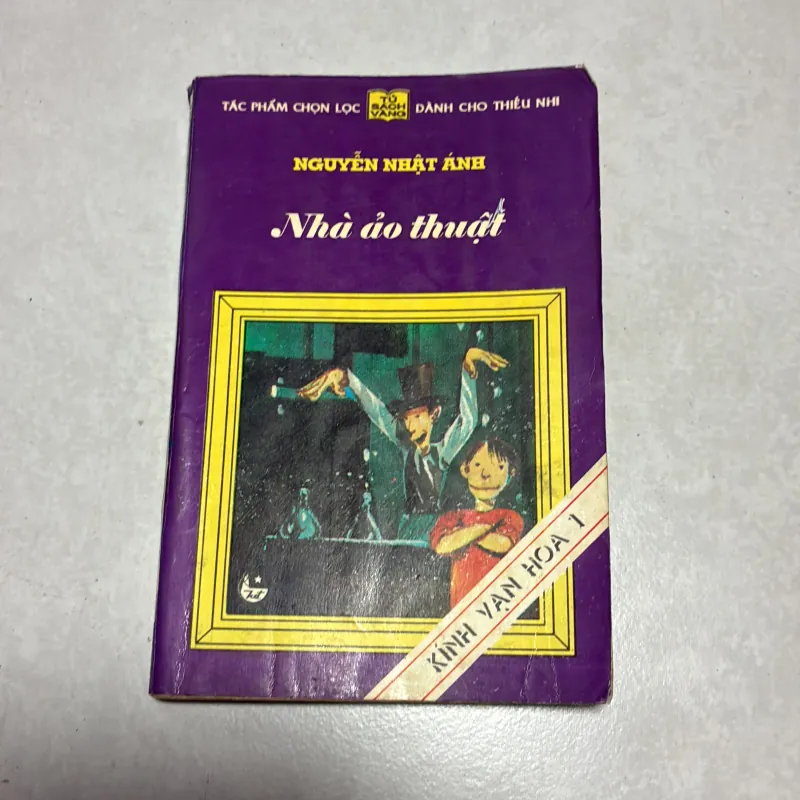 TÁC PHẨM CHỌN LỌC
TỦ
SÁCH
VÀNG
DÀNH CHO THIẾU NHI
NGUYỄN NHẬT ÁNH
Nhà ảo thuật
KÍNH VẠN HOA 1